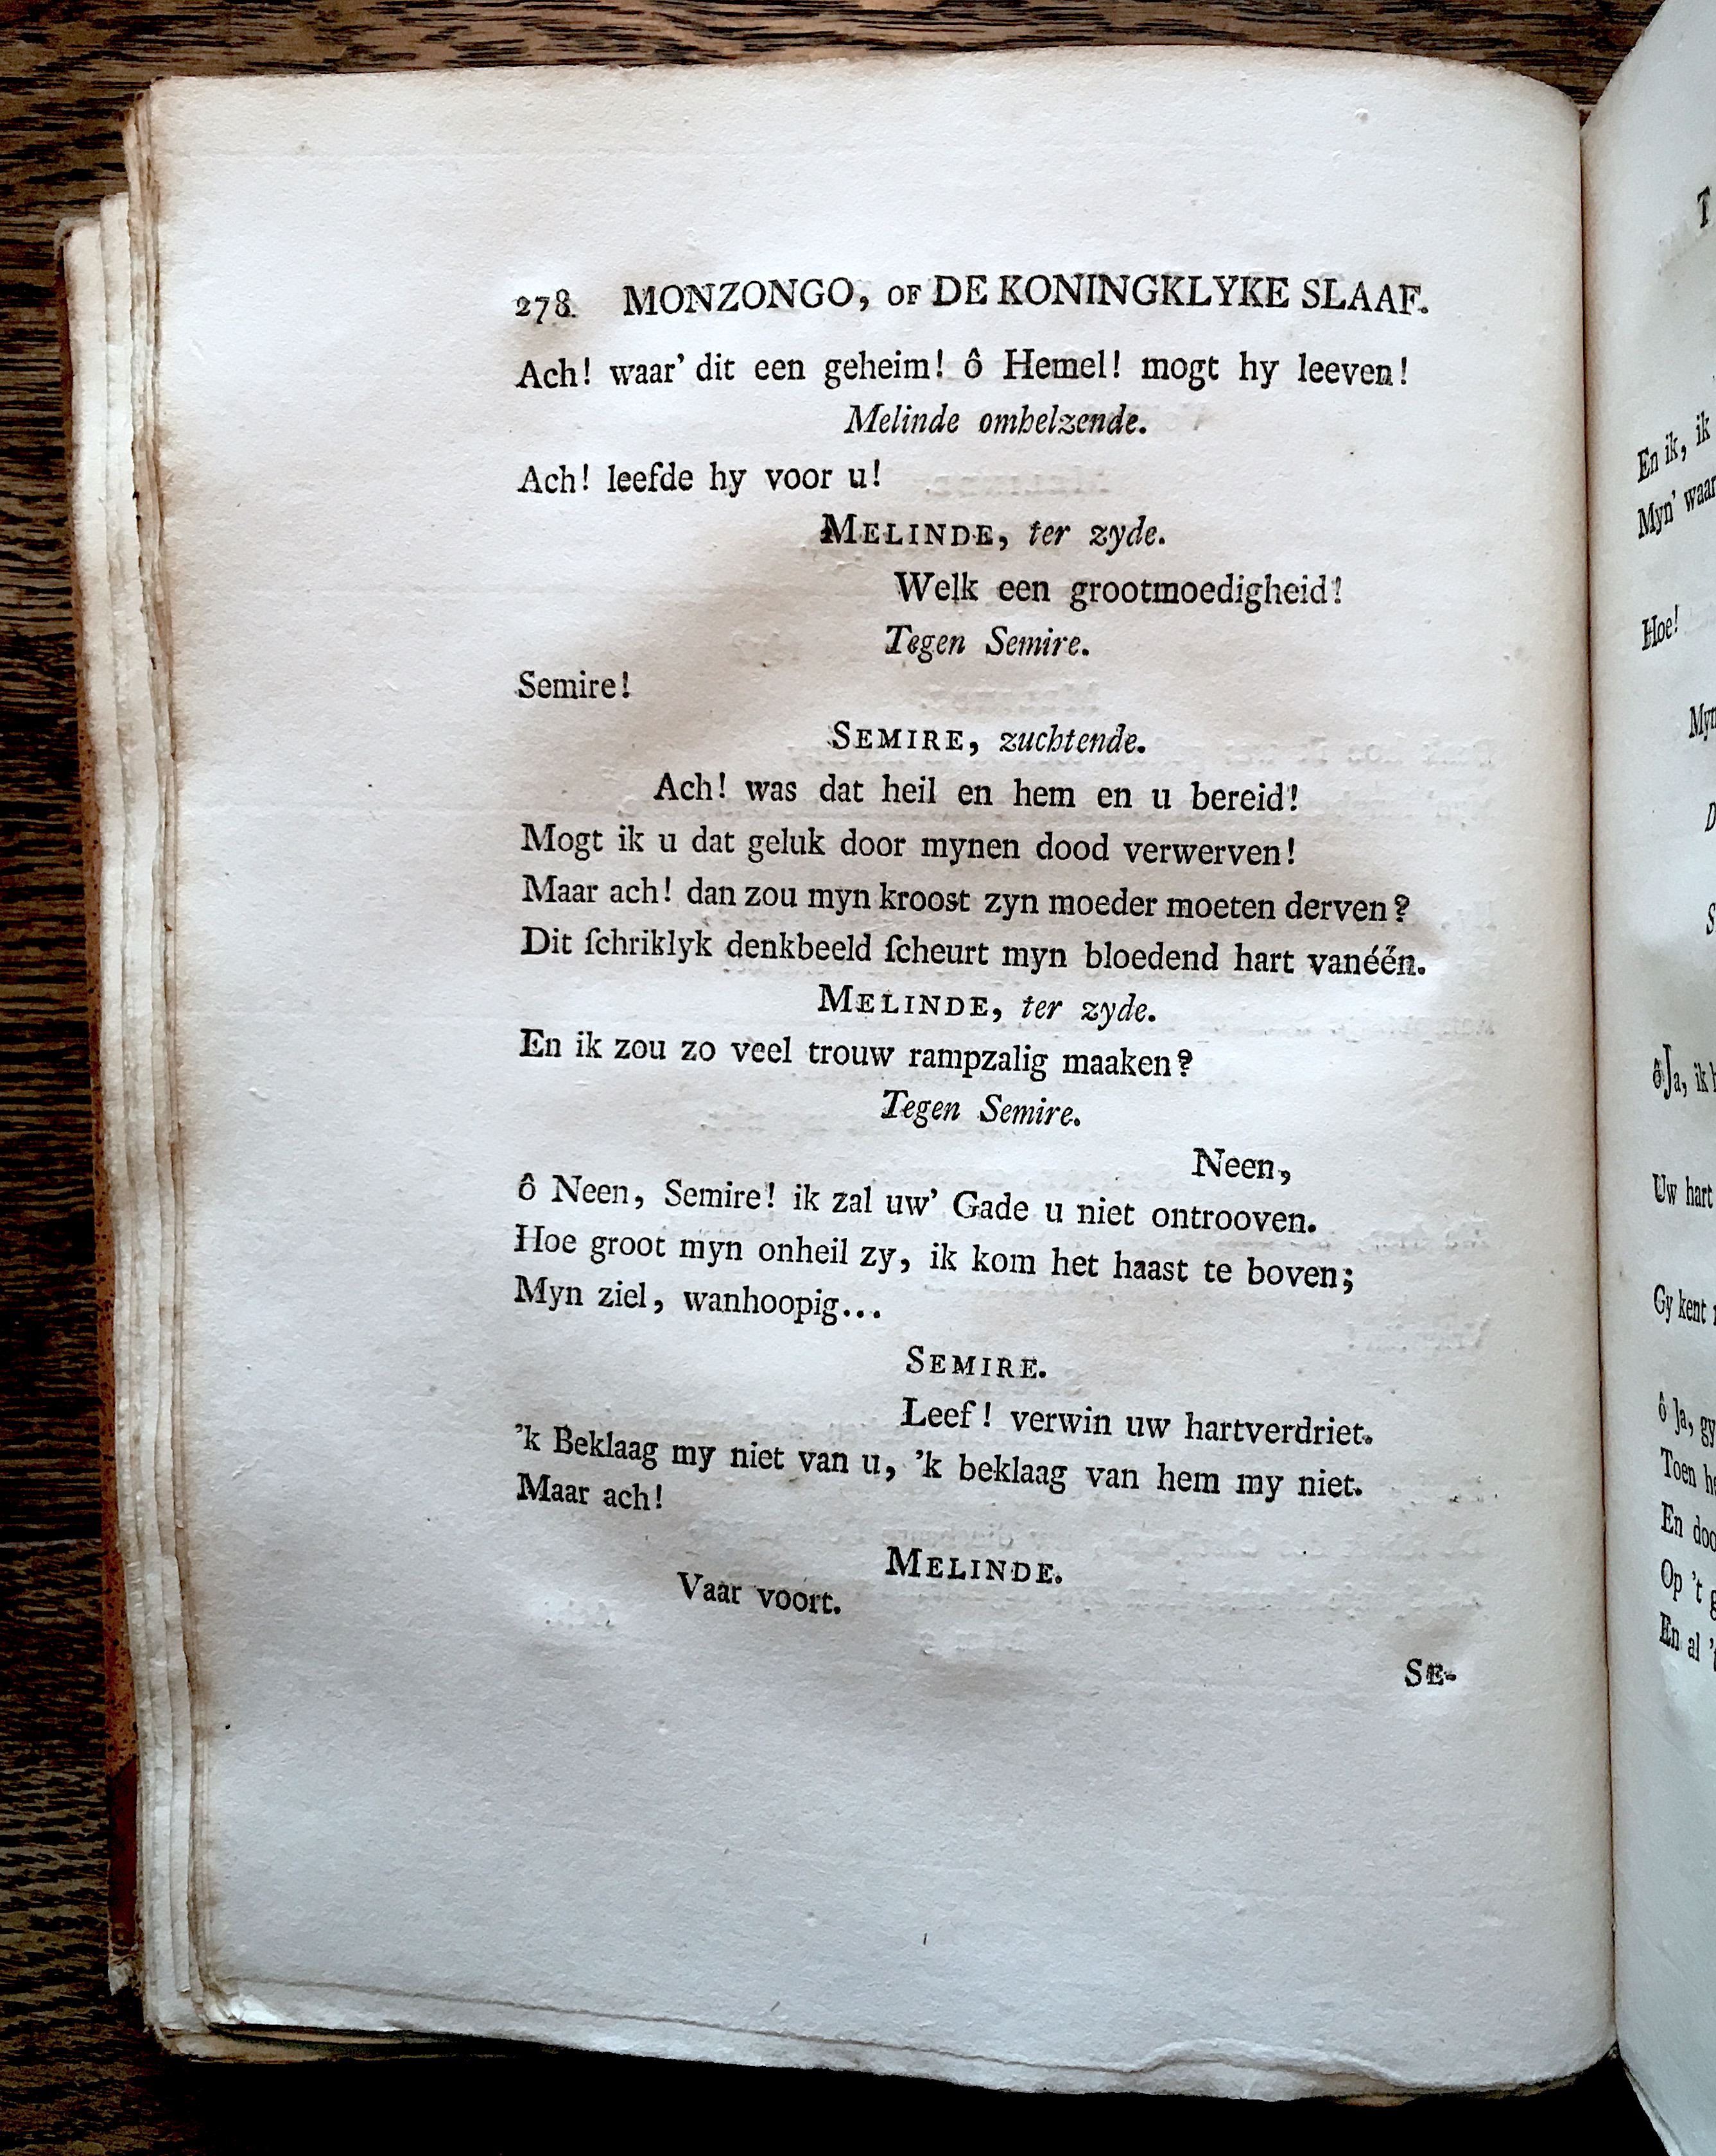 278 MONZONGO, OF DE KONINGKLYKE SLAAF.
Ach! waar' dit een geheim! ô Hemel! mogt hy leeven!
Melinde omhelzende.
Ach! leefde hy voor u!
MELINDE, ter zyde.
Welk een grootmoedigheid!
Tegen Semire.
Semire!
SEMIRE, zuchtende.
Ach! was dat heil en hem en u bereid!
Mogt ik u dat geluk door mynen dood verwerven!
Maar ach! dan zou myn kroost zyn moeder moeten derven?
Dit ſchriklyk denkbeeld ſcheurt myn bloedend hart vanéén.
MELINDE, ter zyde.
En ik zou zo veel trouw rampzalig maaken?
Tegen Semire.
Neen,
ô Neen, Semire! ik zal uw' Gade u niet ontrooven.
Hoe groot myn onheil zy, ik kom het haast te boven;
Myn ziel, wanhoopig...
SEMIRE.
Leef! verwin uw hartverdriet.
'k Beklaag my niet van u, 'k beklaag van hem my niet.
Maar ach!
MELINDE.
Vaar voort.
SE-
En ik, ik
Myn' waar
Hoe!
Myn
D
S
ô Ja, ik
Uw hart
Gy kent
ô Ja, gy
Toen
En
Op 't
En al